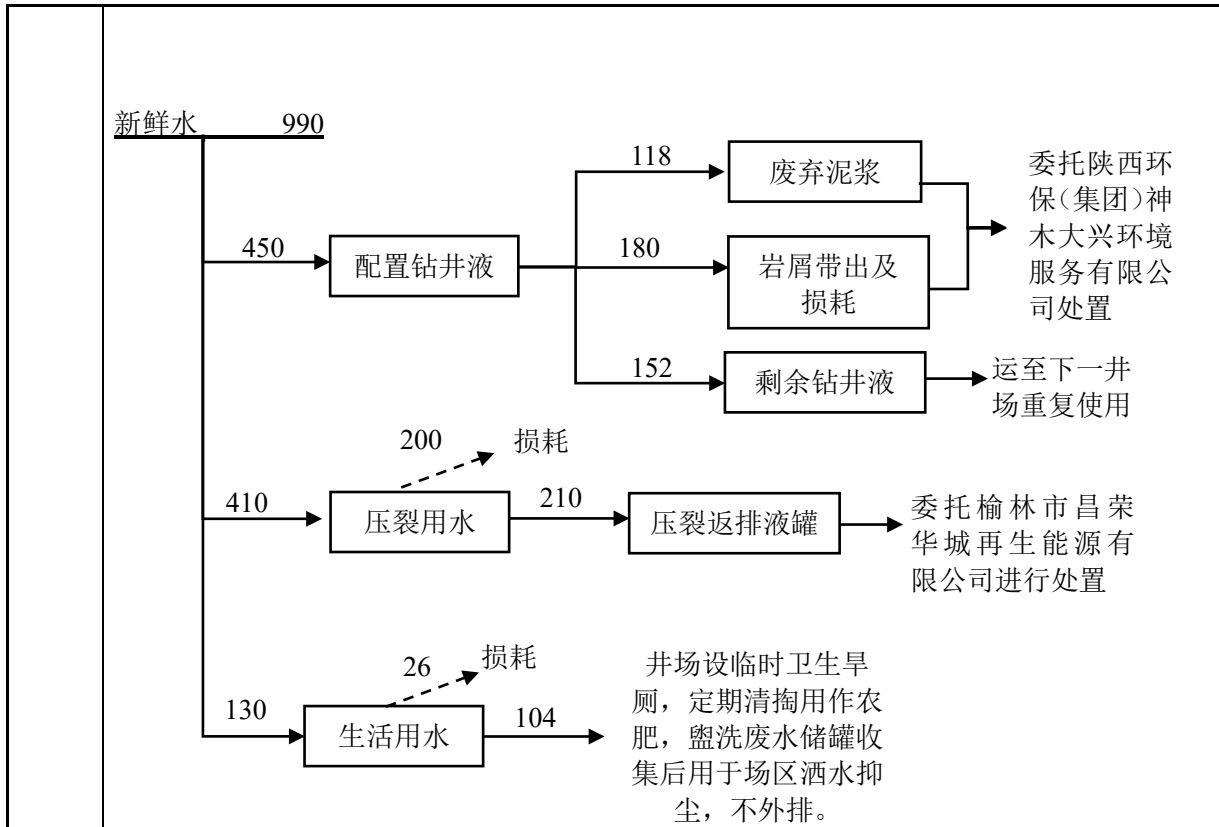 新鲜水 990
118
废弃泥浆
委托陕西环
保（集团）神
木大兴环境
服务有限公
司处置
450
配置钻井液
180
岩屑带出及
损耗
152
剩余钻井液
运至下一井
场重复使用
200
损耗
410
压裂用水
210
压裂返排液罐
委托榆林市昌荣
华城再生能源有
限公司进行处置
26
损耗
130
生活用水
104
井场设临时卫生旱
厕，定期清掏用作农
肥，盥洗废水储罐收
集后用于场区洒水抑
尘，不外排。